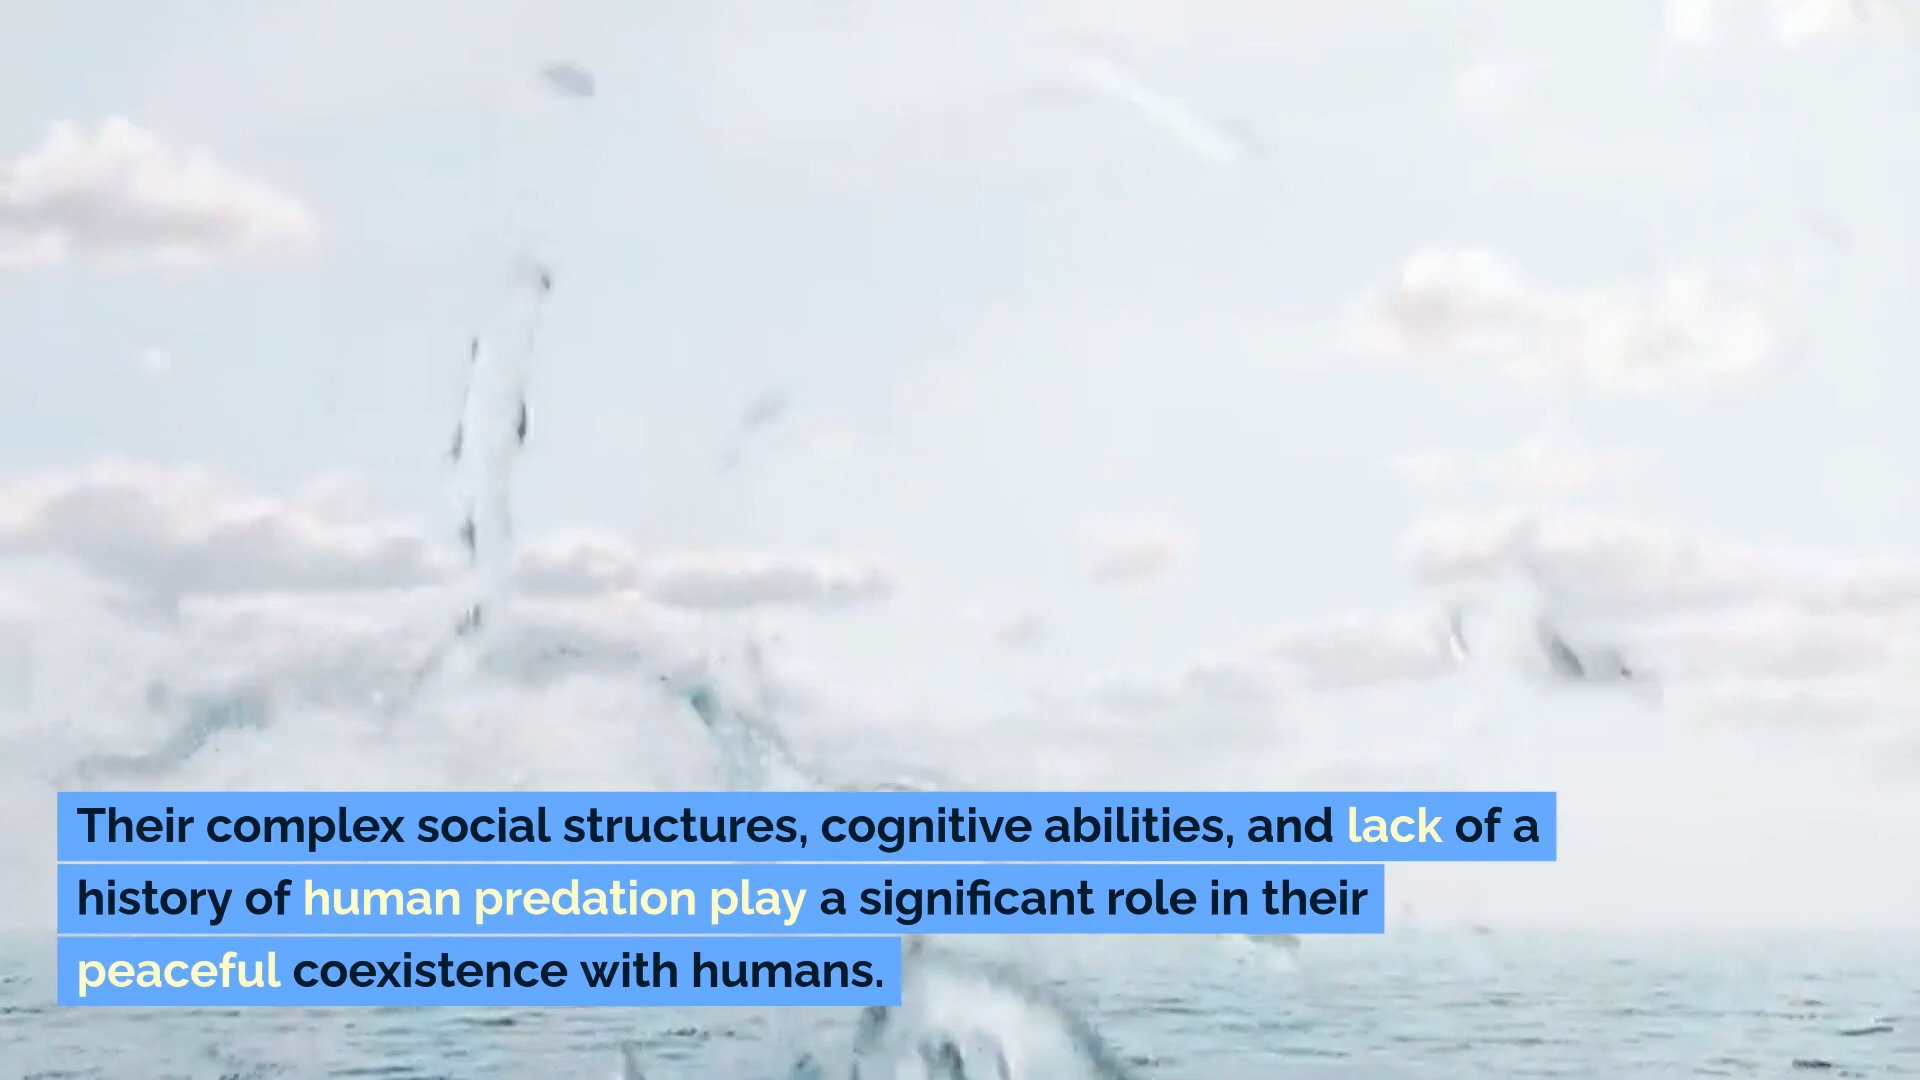 Their complex social structures, cognitive abilities, and lack of a
history of human predation play a significant role in their
peaceful coexistence with humans.